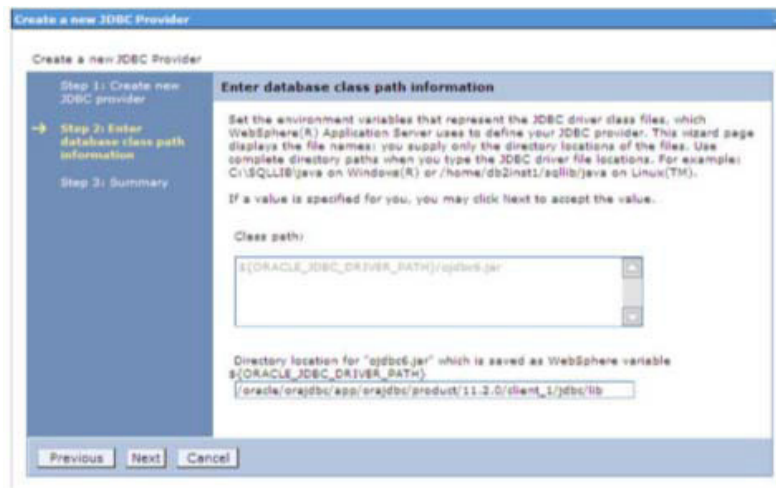 Create a new JDBC Provider
Create a new JDBC Provider
Step 1: Create new
JDBC provider
Step 2: Enter
database class path
information
Step 3: Summary
Enter database class path information
Set the environment variables that represent the JDBC driver class files, which
WebSphere(R) Application Server uses to define your JDBC provider. This wizard page
displays the file names; you supply only the directory locations of the files. Use
complete directory paths when you type the JDBC driver file locations. For example:
C:\SQLLIB\java on Windows(R) or /home/db2inst1/sqllib/java on Linux(TM).
If a value is specified for you, you may click Next to accept the value.
Class path:
${ORACLE_JDBC_DRIVER_PATH}/ojdbc6.jar
Directory location for "ojdbc6.jar" which is saved as WebSphere variable
${ORACLE_JDBC_DRIVER_PATH}
/oracle/orajdbc/app/orajdbc/product/11.2.0/client_1/jdbc/lib
Previous Next Cancel